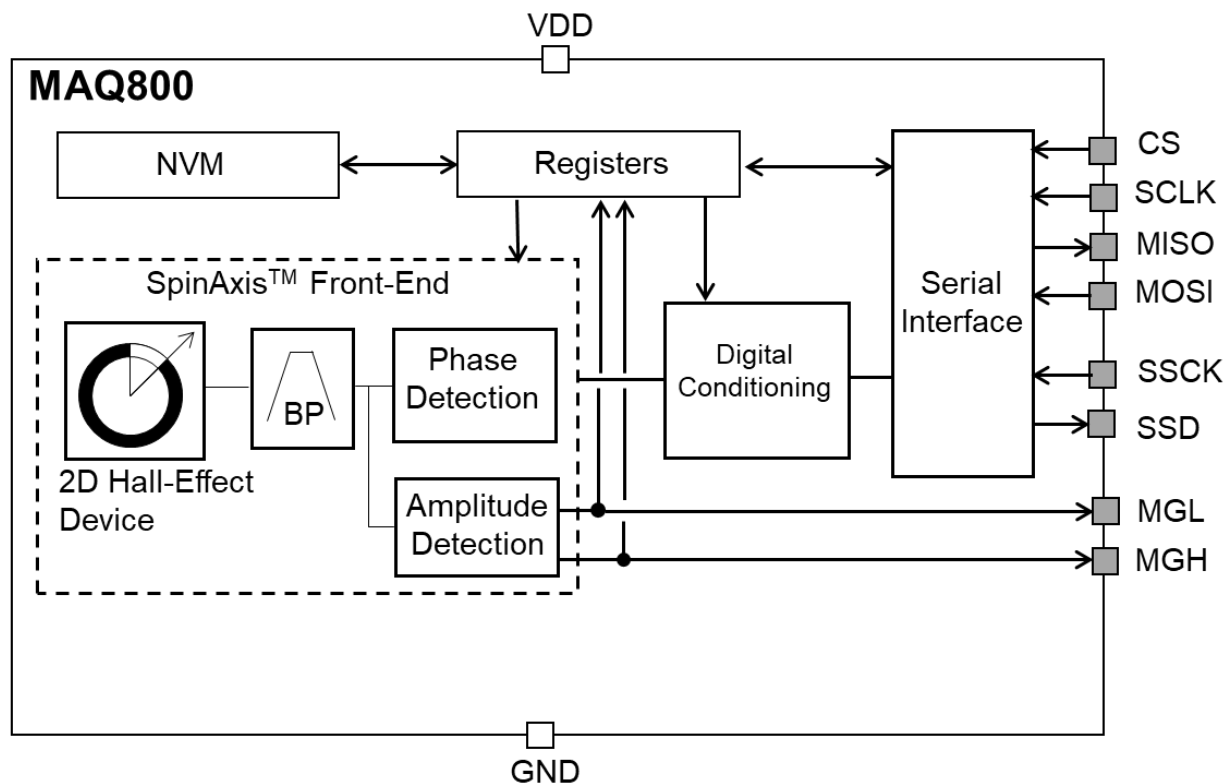 VDD
MAQ800
NVM
Registers
CS
SCLK
MISO
MOSI
SSCK
SSD
MGL
MGH
Serial
Interface
SpinAxis™ Front-End
BP
Phase
Detection
Digital
Conditioning
2D Hall-Effect
Device
Amplitude
Detection
GND